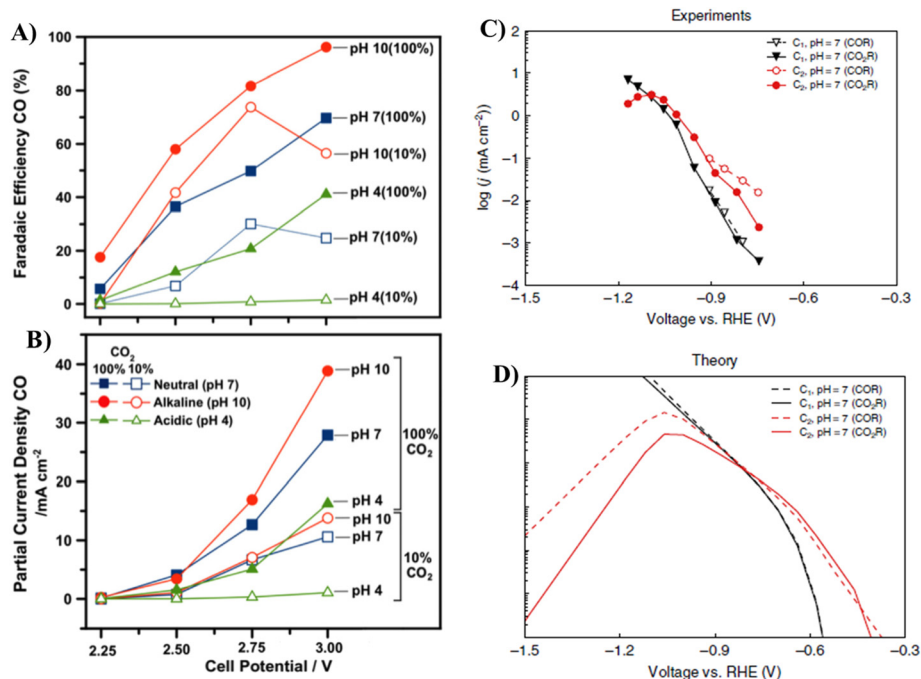 A)
Faradaic Efficiency CO (%)
100
80
60
40
20
0
pH 10(100%)
pH 7(100%)
pH 10(10%)
pH 4(100%)
pH 7(10%)
pH 4(10%)
B)
Partial Current Density CO
/mA cm-2
40
30
20
10
0
CO2
100% 10%
Neutral (pH 7)
Alkaline (pH 10)
Acidic (pH 4)
pH 10
pH 7
pH 4
100%
CO2
pH 10
pH 7
pH 4
10%
CO2
2.25 2.50 2.75 3.00
Cell Potential / V
C)
Experiments
log (j (mA cm−2))
2
1
0
−1
−2
−3
−4
C1, pH = 7 (COR)
C1, pH = 7 (CO2R)
C2, pH = 7 (COR)
C2, pH = 7 (CO2R)
−1.5 −1.2 −0.9 −0.6 −0.3
Voltage vs. RHE (V)
D)
Theory
C1, pH = 7 (COR)
C1, pH = 7 (CO2R)
C2, pH = 7 (COR)
C2, pH = 7 (CO2R)
−1.5 −1.2 −0.9 −0.6 −0.3
Voltage vs. RHE (V)